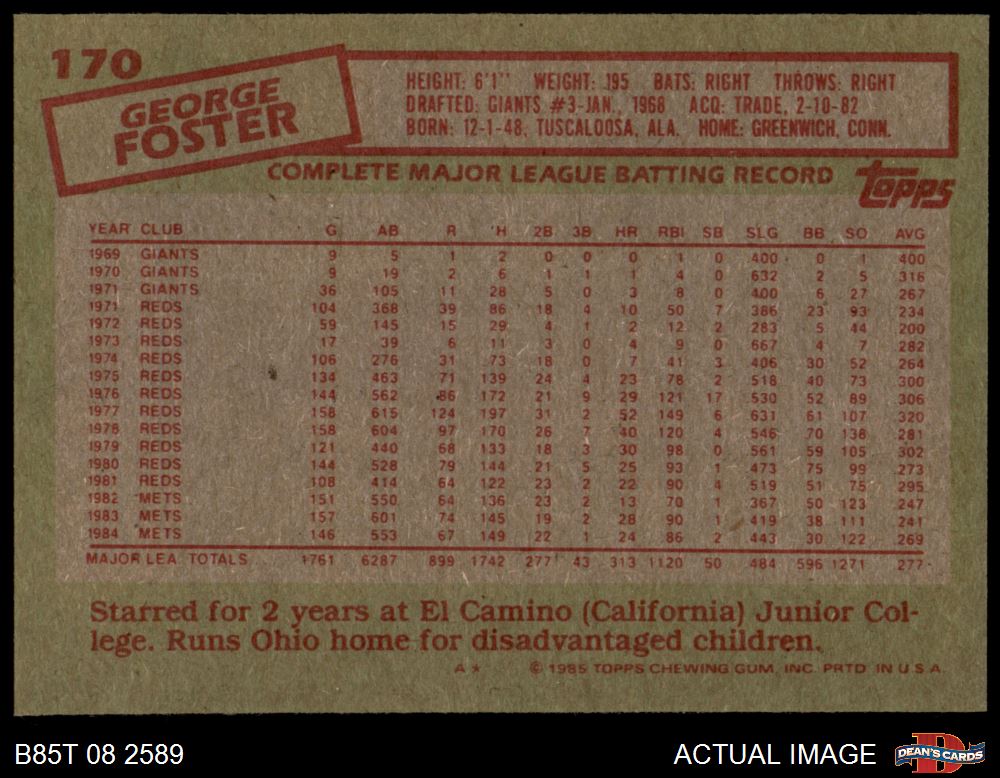 170
GEORGE
FOSTER
HEIGHT: 6'1" WEIGHT: 195 BATS: RIGHT THROWS: RIGHT
DRAFTED: GIANTS #3-JAN., 1968 ACQ: TRADE, 2-10-82
BORN: 12-1-48, TUSCALOOSA, ALA. HOME: GREENWICH, CONN.
COMPLETE MAJOR LEAGUE BATTING RECORD
topps
YEAR CLUB G AB R H 2B 3B HR RBI SB SLG BB SO AVG
1969 GIANTS 9 5 1 2 0 0 0 1 0 400 0 1 400
1970 GIANTS 9 19 2 6 1 1 1 4 0 632 2 5 316
1971 GIANTS 36 105 11 28 5 0 3 8 0 400 6 27 267
1971 REDS 104 368 39 86 18 4 10 50 7 386 23 93 234
1972 REDS 59 145 15 29 4 1 2 12 2 283 5 44 200
1973 REDS 17 39 6 11 3 0 4 9 0 667 4 7 282
1974 REDS 106 276 31 73 18 0 7 41 3 406 30 52 264
1975 REDS 134 463 71 139 24 4 23 78 2 518 40 73 300
1976 REDS 144 562 86 172 21 9 29 121 17 530 52 89 306
1977 REDS 158 615 124 197 31 2 52 149 6 631 61 107 320
1978 REDS 158 604 97 170 26 7 40 120 4 546 70 138 281
1979 REDS 121 440 68 133 18 3 30 98 0 561 59 105 302
1980 REDS 144 528 79 144 21 5 25 93 1 473 75 99 273
1981 REDS 108 414 64 122 23 2 22 90 4 519 51 75 295
1982 METS 151 550 64 136 23 2 13 70 1 367 50 123 247
1983 METS 157 601 74 145 19 2 28 90 1 419 38 111 241
1984 METS 146 553 67 149 22 1 24 86 2 443 30 122 269
MAJOR LEA. TOTALS 1761 6287 899 1742 277 43 313 1120 50 484 596 1271 277
Starred for 2 years at El Camino (California) Junior Col-
lege. Runs Ohio home for disadvantaged children.
A* © 1985 TOPPS CHEWING GUM, INC. PRTD. IN U.S.A.
B85T 08 2589 ACTUAL IMAGE DEAN'S CARDS